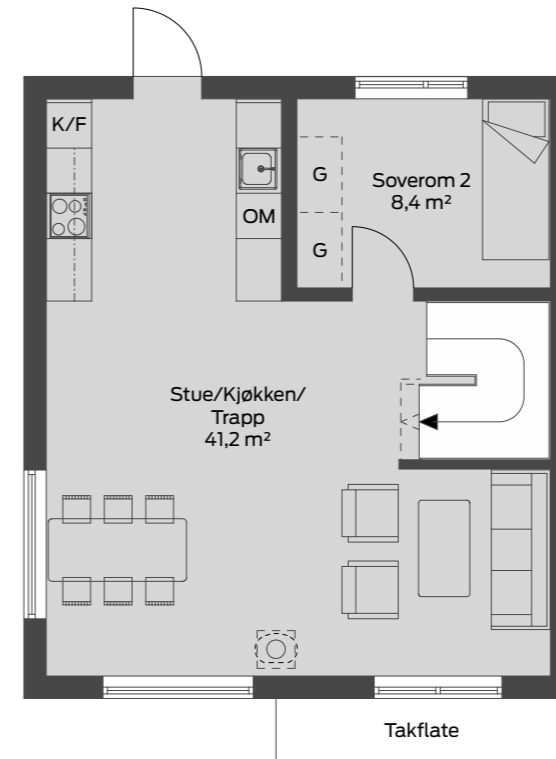 K/F
OM
G
G
Soverom 2
8,4 m²
Stue/Kjøkken/
Trapp
41,2 m²
Takflate